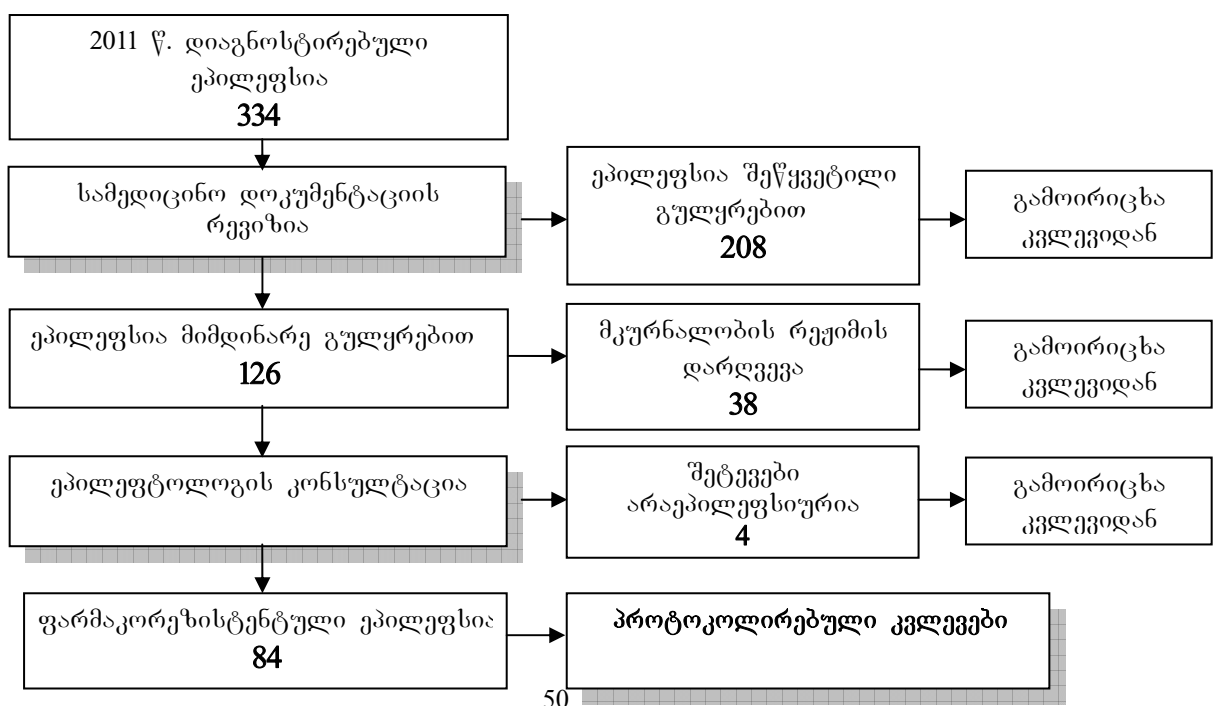 2011 წ. დიაგნოსტირებული
ეპილეფსია
334
სამედიცინო დოკუმენტაციის
რევიზია
ეპილეფსია შეწყვეტილი
გულყრებით
208
გამოირიცხა
კვლევიდან
ეპილეფსია მიმდინარე გულყრებით
126
მკურნალობის რეჟიმის
დარღვევა
38
გამოირიცხა
კვლევიდან
ეპილეფტოლოგის კონსულტაცია
შეტევები
არაეპილეფსიურია
4
გამოირიცხა
კვლევიდან
ფარმაკორეზისტენტული ეპილეფსია
84
პროტოკოლირებული კვლევები
50